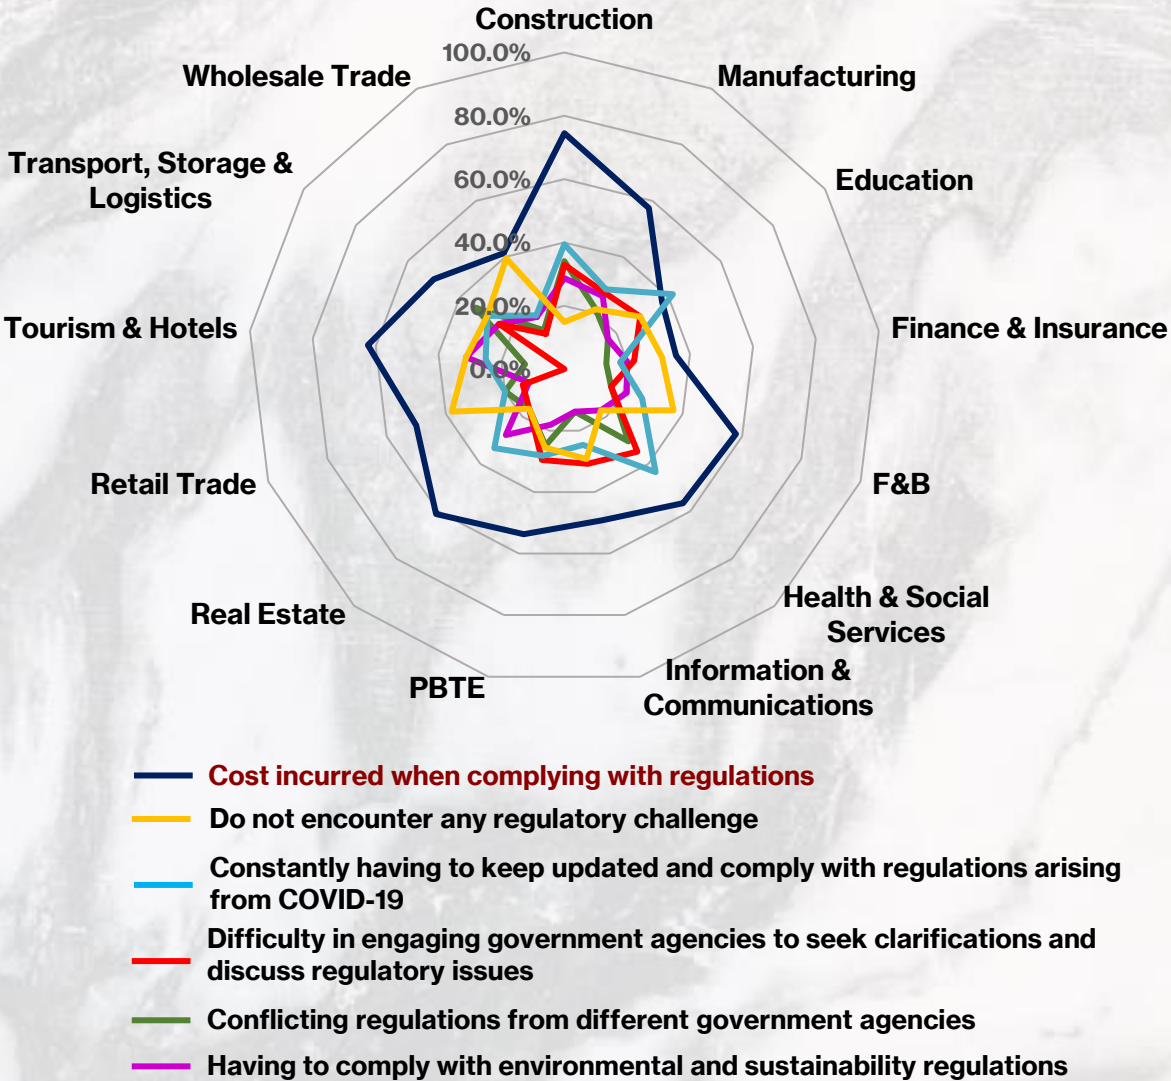 Construction
100.0%
Wholesale Trade
Manufacturing
80.0%
Transport, Storage &
Logistics
Education
60.0%
40.0%
20.0%
Tourism & Hotels
Finance & Insurance
0.0%
Retail Trade
F&B
Real Estate
Health & Social
Services
PBTE
Information &
Communications
Cost incurred when complying with regulations
Do not encounter any regulatory challenge
Constantly having to keep updated and comply with regulations arising
from COVID-19
Difficulty in engaging government agencies to seek clarifications and
discuss regulatory issues
Conflicting regulations from different government agencies
Having to comply with environmental and sustainability regulations